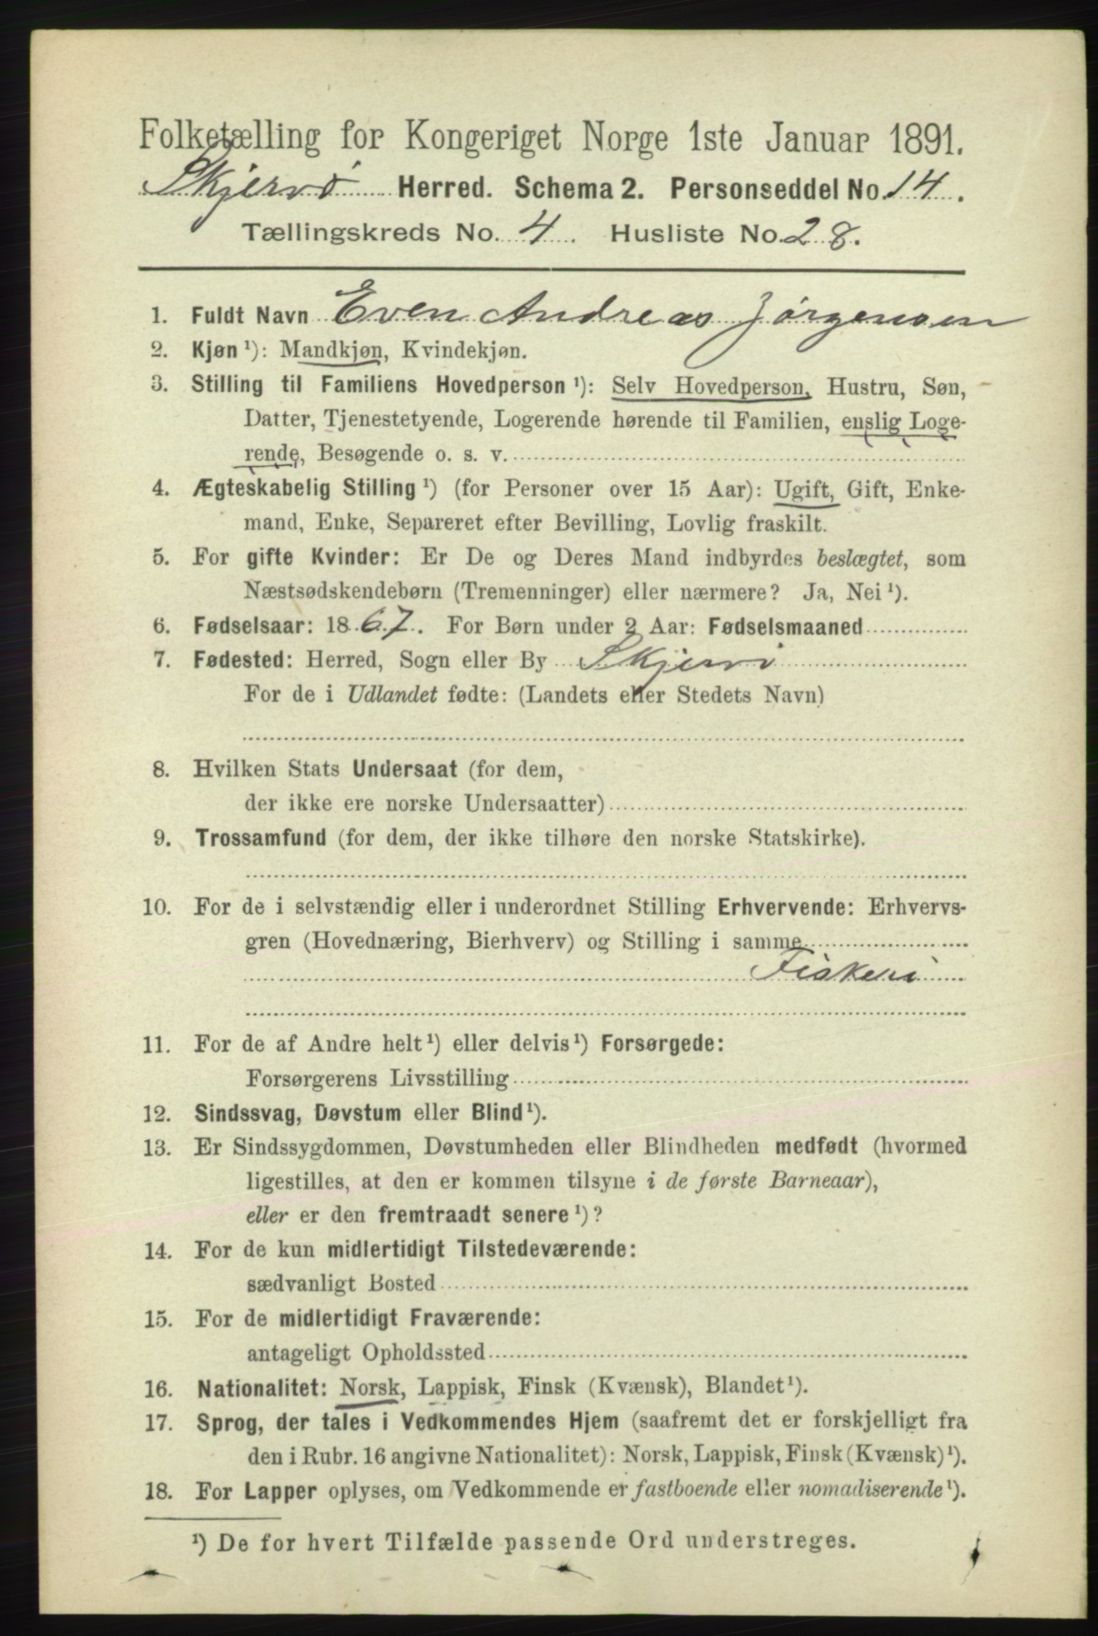 Folketælling for Kongeriget Norge 1ste Januar 1891.
Skjervø Herred. Schema 2. Personseddel No. 14.
Tællingskreds No. 4. Husliste No. 28.
1. Fuldt Navn Even Andreas Jørgensen
2. Kjøn¹): Mandkjøn, Kvindekjøn.
3. Stilling til Familiens Hovedperson¹): Selv Hovedperson, Hustru, Søn,
Datter, Tjenestetyende, Logerende hørende til Familien, enslig Loge-
rende, Besøgende o. s. v.
4. Ægteskabelig Stilling¹) (for Personer over 15 Aar): Ugift, Gift, Enke-
mand, Enke, Separeret efter Bevilling, Lovlig fraskilt.
5. For gifte Kvinder: Er De og Deres Mand indbyrdes beslægtet, som
Næstsødskendebørn (Tremenninger) eller nærmere? Ja, Nei¹).
6. Fødselsaar: 1867. For Børn under 2 Aar: Fødselsmaaned
7. Fødested: Herred, Sogn eller By Skjervø
For de i Udlandet fødte: (Landets eller Stedets Navn)
8. Hvilken Stats Undersaat (for dem,
der ikke ere norske Undersaatter)
9. Trossamfund (for dem, der ikke tilhøre den norske Statskirke).
10. For de i selvstændig eller i underordnet Stilling Erhvervende: Erhvervs-
gren (Hovednæring, Bierhverv) og Stilling i samme
Fiskeri
11. For de af Andre helt¹) eller delvis¹) Forsørgede:
Forsørgerens Livsstilling
12. Sindssvag, Døvstum eller Blind¹).
13. Er Sindssygdommen, Døvstumheden eller Blindheden medfødt (hvormed
ligestilles, at den er kommen tilsyne i de første Barneaar),
eller er den fremtraadt senere¹)?
14. For de kun midlertidigt Tilstedeværende:
sædvanligt Bosted
15. For de midlertidigt Fraværende:
antageligt Opholdssted
16. Nationalitet: Norsk, Lappisk, Finsk (Kvænsk), Blandet¹).
17. Sprog, der tales i Vedkommendes Hjem (saafremt det er forskjelligt fra
den i Rubr. 16 angivne Nationalitet): Norsk, Lappisk, Finsk (Kvænsk)¹).
18. For Lapper oplyses, om Vedkommende er fastboende eller nomadiserende¹).
¹) De for hvert Tilfælde passende Ord understreges.